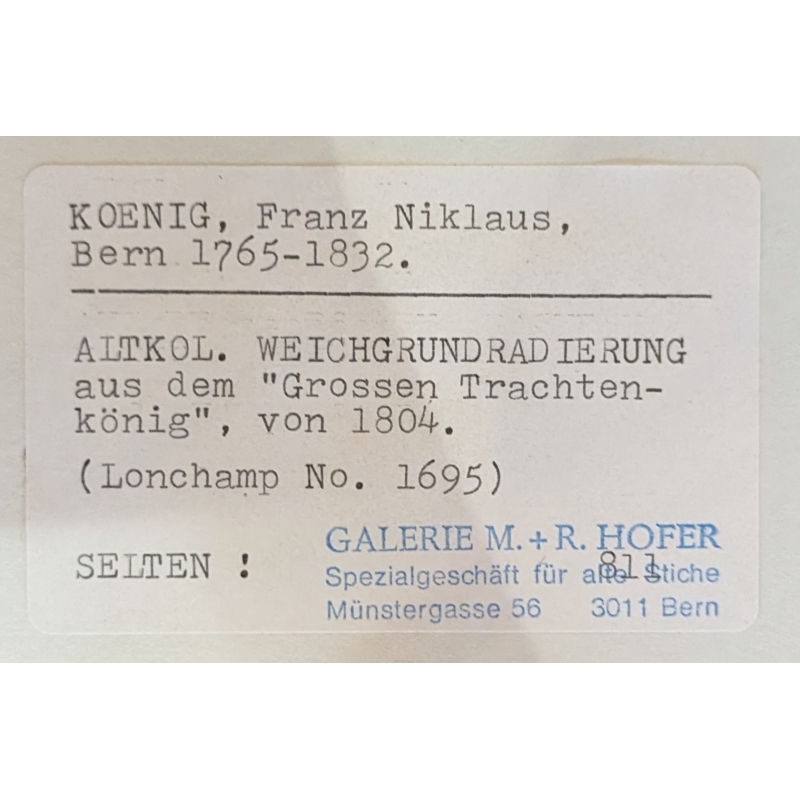 KOENIG, Franz Niklaus,
Bern 1765-1832.
ALTKOL. WEICHGRUNDRADIERUNG
aus dem "Grossen Trachten-
könig", von 1804.
(Lonchamp No. 1695)
SELTEN !
GALERIE M. + R. HOFER
811
Spezialgeschäft für alte Stiche
Münstergasse 56 3011 Bern